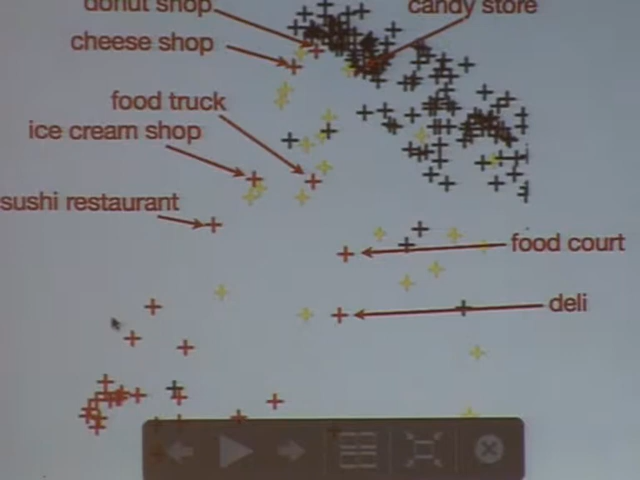 donut shop
candy store
cheese shop
food truck
ice cream shop
sushi restaurant
food court
deli